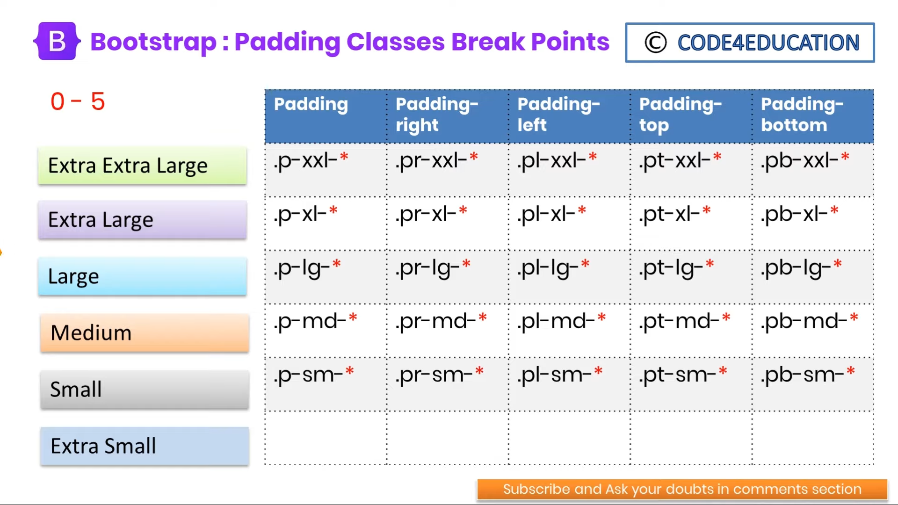 B Bootstrap : Padding Classes Break Points © CODE4EDUCATION
0 - 5
Padding Padding-right Padding-left Padding-top Padding-bottom
Extra Extra Large .p-xxl-* .pr-xxl-* .pl-xxl-* .pt-xxl-* .pb-xxl-*
Extra Large .p-xl-* .pr-xl-* .pl-xl-* .pt-xl-* .pb-xl-*
Large .p-lg-* .pr-lg-* .pl-lg-* .pt-lg-* .pb-lg-*
Medium .p-md-* .pr-md-* .pl-md-* .pt-md-* .pb-md-*
Small .p-sm-* .pr-sm-* .pl-sm-* .pt-sm-* .pb-sm-*
Extra Small
Subscribe and Ask your doubts in comments section